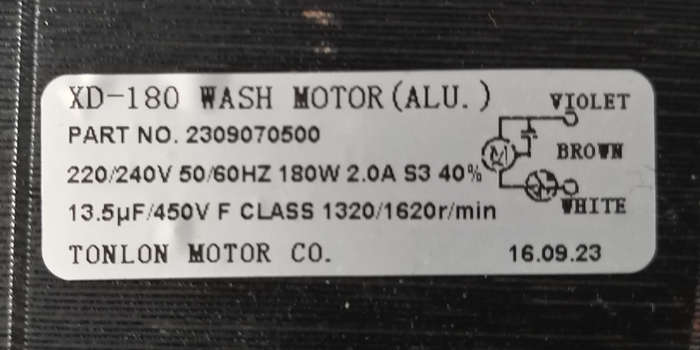 XD-180 WASH MOTOR(ALU.)
VIOLET
PART NO. 2309070500
BROWN
220/240V 50/60HZ 180W 2.0A S3 40%
M
WHITE
13.5µF/450V F CLASS 1320/1620r/min
TONLON MOTOR CO.
16.09.23